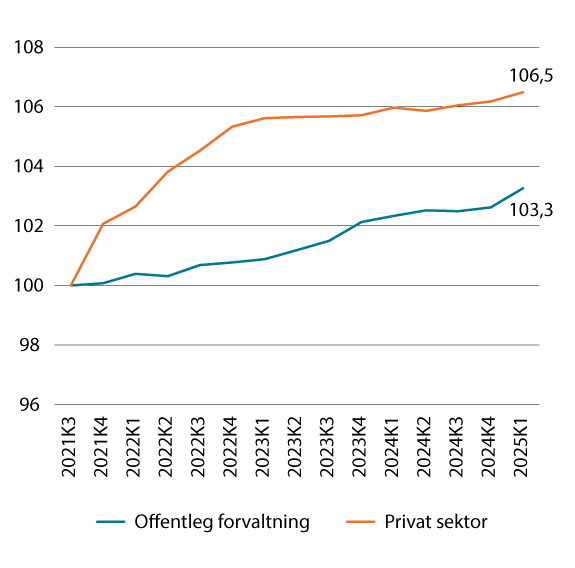 108
106,5
106
104
103,3
102
100
98
96
2021K3
2021K4
2022K1
2022K2
2022K3
2022K4
2023K1
2023K2
2023K3
2023K4
2024K1
2024K2
2024K3
2024K4
2025K1
Offentleg forvaltning
Privat sektor